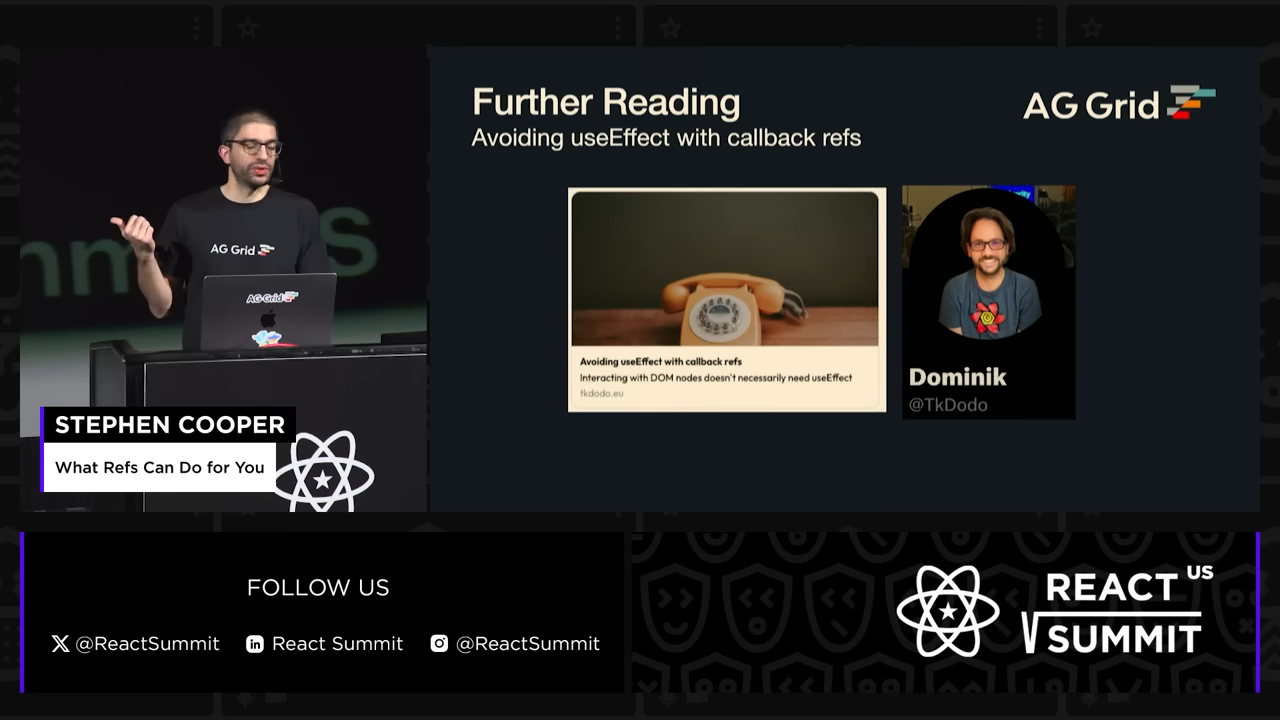 Further Reading
Avoiding useEffect with callback refs
AG Grid
Avoiding useEffect with callback refs
Interacting with DOM nodes doesn't necessarily need useEffect
tkdodo.eu
Dominik
@TkDodo
AG Grid
AG Grid
STEPHEN COOPER
What Refs Can Do for You
FOLLOW US
@ReactSummit
React Summit
@ReactSummit
REACT US
SUMMIT